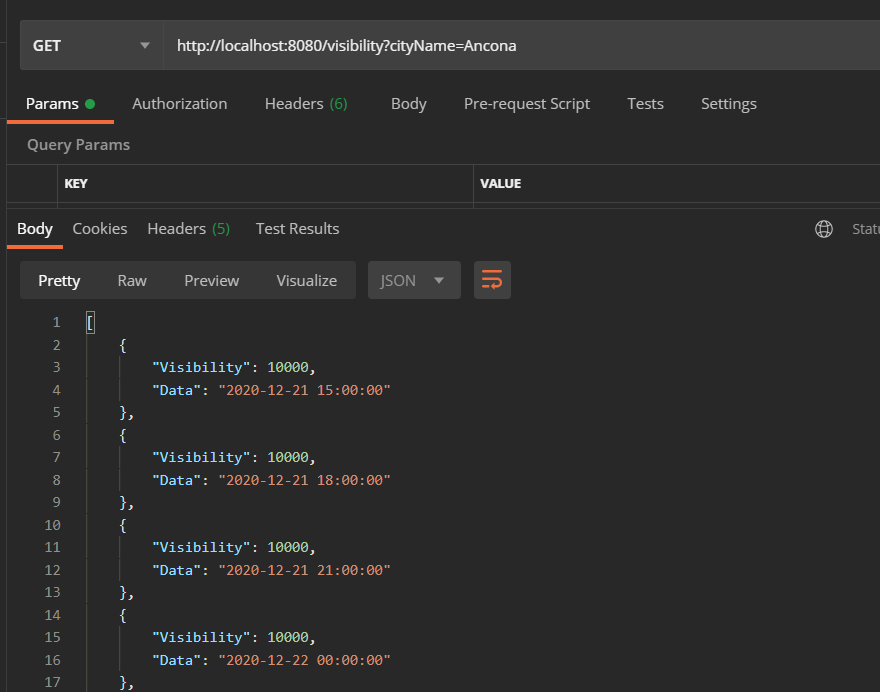 GET http://localhost:8080/visibility?cityName=Ancona
Params Authorization Headers (6) Body Pre-request Script Tests Settings
Query Params
KEY VALUE
Body Cookies Headers (5) Test Results
Pretty Raw Preview Visualize JSON
1 [
2 {
3 "Visibility": 10000,
4 "Data": "2020-12-21 15:00:00"
5 },
6 {
7 "Visibility": 10000,
8 "Data": "2020-12-21 18:00:00"
9 },
10 {
11 "Visibility": 10000,
12 "Data": "2020-12-21 21:00:00"
13 },
14 {
15 "Visibility": 10000,
16 "Data": "2020-12-22 00:00:00"
17 },